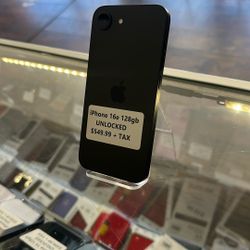 iPhone 16e 128gb
UNLOCKED
$549.99 + TAX